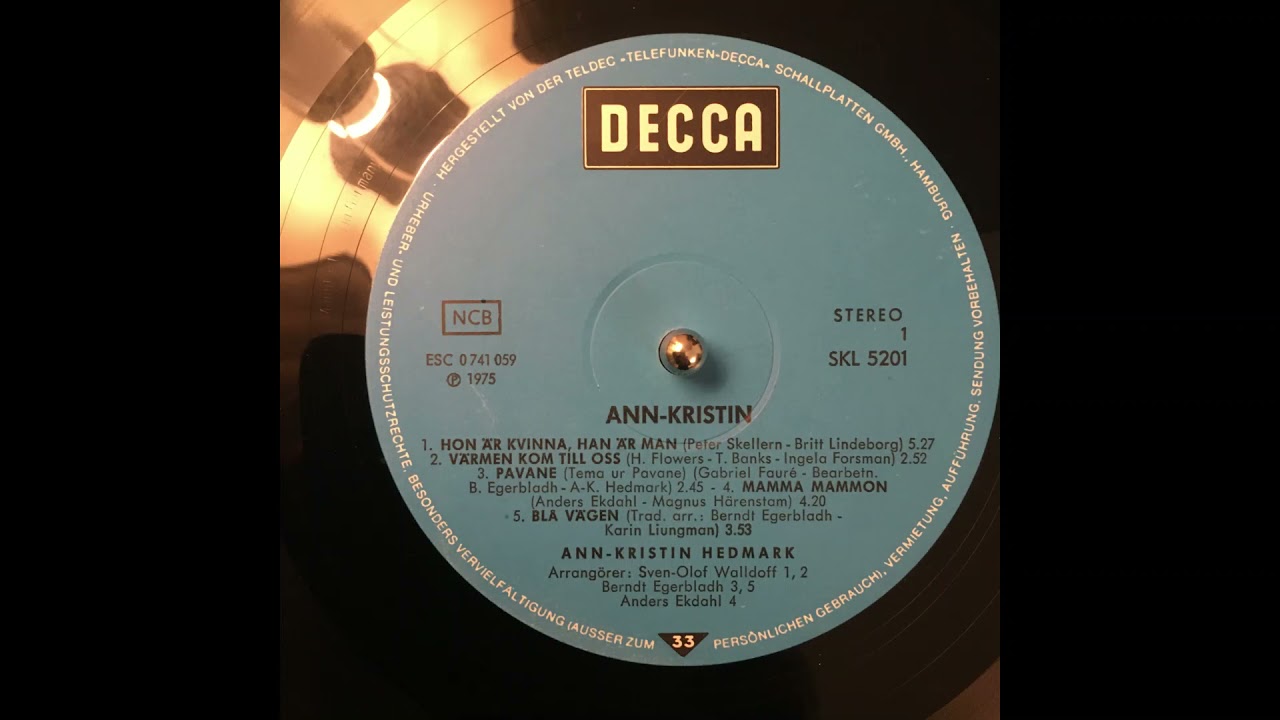 HERGESTELLT VON DER TELDEC »TELEFUNKEN-DECCA« SCHALLPLATTEN GMBH., HAMBURG ·
DECCA
NCB
STEREO
1
ESC 0 741 059
SKL 5201
℗ 1975
ANN-KRISTIN
1. HON ÄR KVINNA, HAN ÄR MAN (Peter Skellern - Britt Lindeborg) 5.27
2. VÄRMEN KOM TILL OSS (H. Flowers - T. Banks - Ingela Forsman) 2.52
3. PAVANE (Tema ur Pavane) (Gabriel Fauré - Bearbetn.
B. Egerbladh - A-K. Hedmark) 2.45 - 4. MAMMA MAMMON
(Anders Ekdahl - Magnus Härenstam) 4.20
5. BLÅ VÄGEN (Trad. arr.: Berndt Egerbladh -
Karin Liungman) 3.53
ANN-KRISTIN HEDMARK
Arrangörer: Sven-Olof Walldoff 1, 2
Berndt Egerbladh 3, 5
Anders Ekdahl 4
33
URHEBER- UND LEISTUNGSSCHUTZRECHTE, BESONDERS VERVIELFÄLTIGUNG (AUSSER ZUM PERSÖNLICHEN GEBRAUCH), VERMIETUNG, AUFFÜHRUNG, SENDUNG VORBEHALTEN